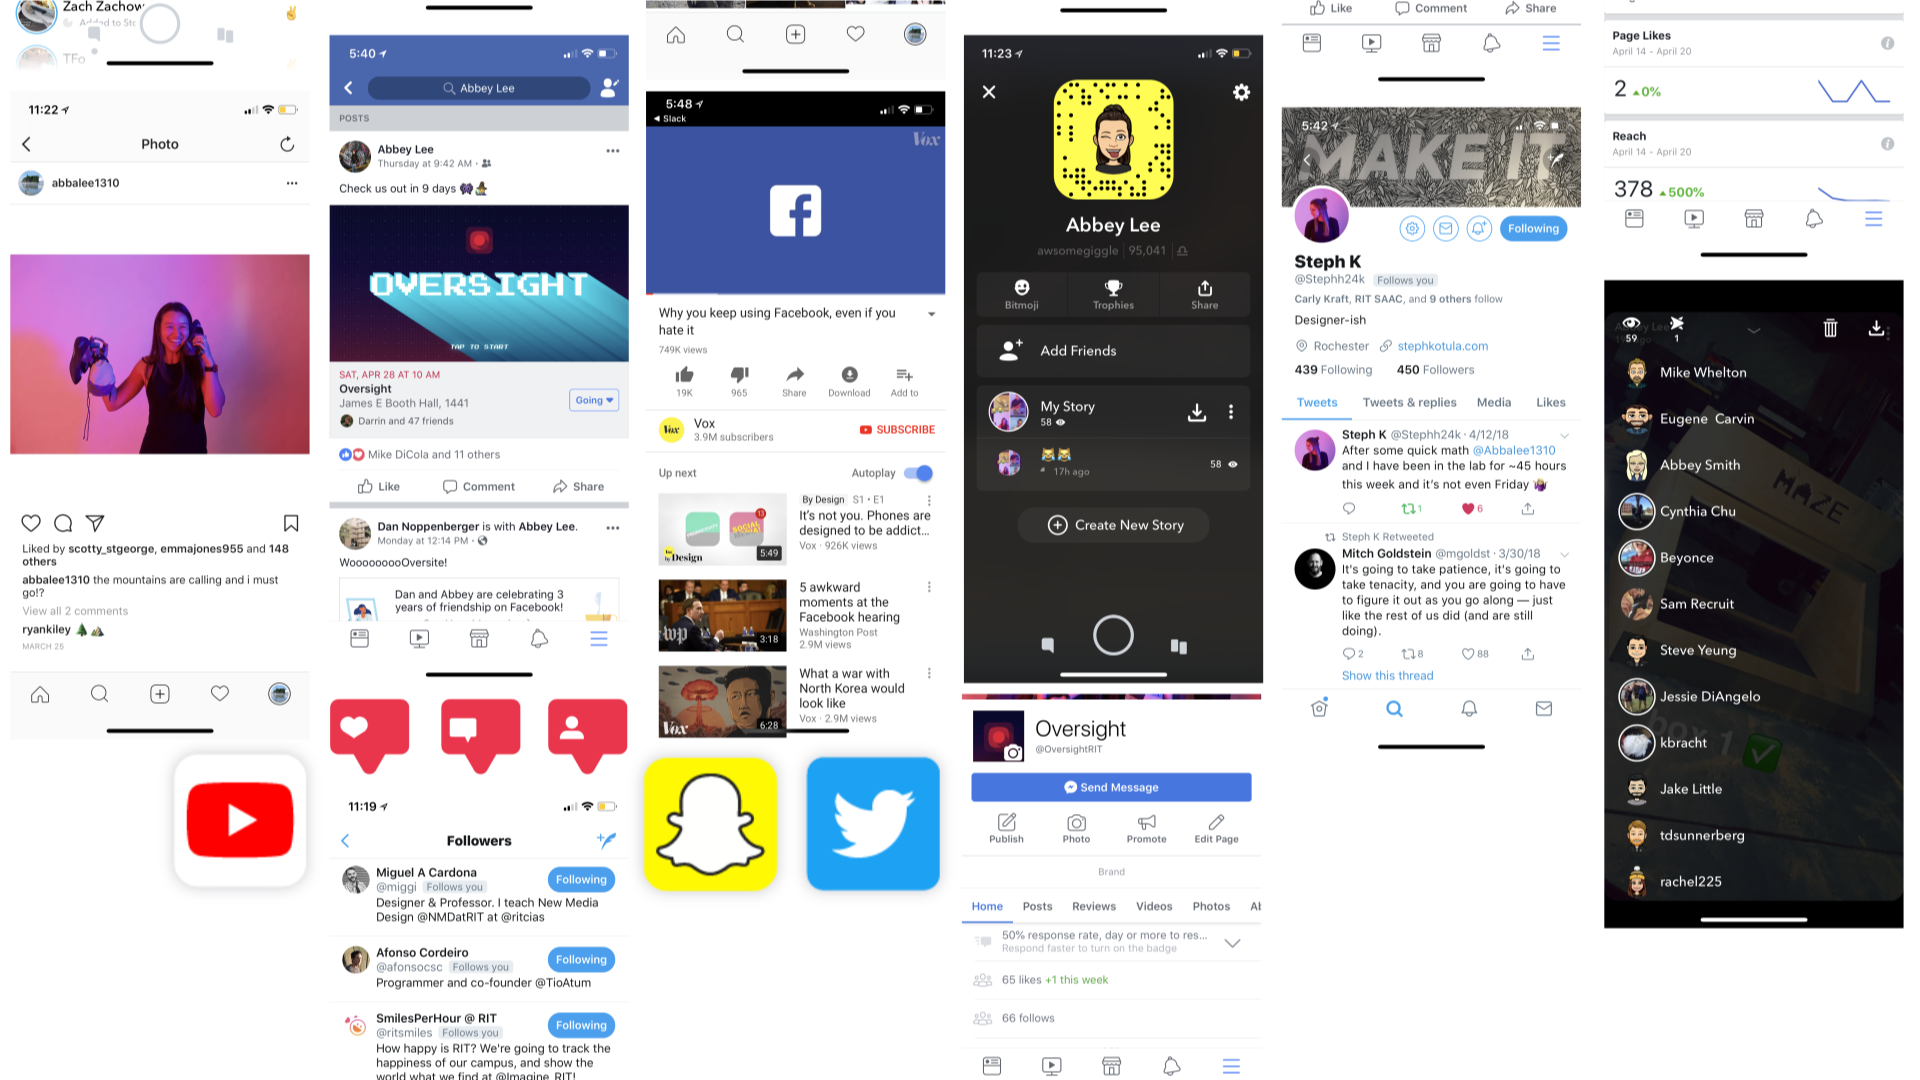 Zach Zachow
Added to Sto
TFo
11:22
Photo
abbalee1310
Liked by scotty_stgeorge, emmajones955 and 148
others
abbalee1310 the mountains are calling and i must
go!?
View all 2 comments
ryankiley
MARCH 25
5:40
Abbey Lee
POSTS
Abbey Lee
Thursday at 9:42 AM
Check us out in 9 days
OVERSIGHT
TAP TO START
SAT, APR 28 AT 10 AM
Oversight
James E Booth Hall, 1441
Going
Darrin and 47 friends
Mike DiCola and 11 others
Like Comment Share
Dan Noppenberger is with Abbey Lee.
Monday at 12:14 PM
WooooooooOversite!
Dan and Abbey are celebrating 3
years of friendship on Facebook!
11:19
Followers
Miguel A Cardona
@miggi Follows you
Following
Designer & Professor. I teach New Media
Design @NMDatRIT at @ritcias
Afonso Cordeiro
@afonsocsc Follows you
Following
Programmer and co-founder @TioAtum
SmilesPerHour @ RIT
@ritsmiles Follows you
Following
How happy is RIT? We're going to track the
happiness of our campus, and show the
world what we find at @Imagine_RIT!
5:48
Slack
Vox
Why you keep using Facebook, even if you
hate it
749K views
19K 965 Share Download Add to
Vox
3.9M subscribers
SUBSCRIBE
Up next Autoplay
By Design S1 • E1
It's not you. Phones are
designed to be addict...
Vox · 926K views
SOCIAL
13
by Design
5:49
5 awkward
moments at the
Facebook hearing
Washington Post
2.9M views
wp
3:18
What a war with
North Korea would
look like
Vox · 2.9M views
Vox
6:28
11:23
Abbey Lee
awsomegiggle 95,041
Bitmoji Trophies Share
Add Friends
My Story
58
17h ago
58
Create New Story
Oversight
@OversightRIT
Send Message
Publish Photo Promote Edit Page
Brand
Home Posts Reviews Videos Photos Al
50% response rate, day or more to res...
Respond faster to turn on the badge
65 likes +1 this week
66 follows
Like Comment Share
5:42
MAKE IT
Following
Steph K
@Stephh24k Follows you
Carly Kraft, RIT SAAC, and 9 others follow
Designer-ish
Rochester stephkotula.com
439 Following 450 Followers
Tweets Tweets & replies Media Likes
Steph K @Stephh24k · 4/12/18
After some quick math @Abbalee1310
and I have been in the lab for ~45 hours
this week and it's not even Friday
1 6
Steph K Retweeted
Mitch Goldstein @mgoldst · 3/30/18
It's going to take patience, it's going to
take tenacity, and you are going to have
to figure it out as you go along — just
like the rest of us did (and are still
doing).
2 8 88
Show this thread
Page Likes
April 14 - April 20
2 0%
Reach
April 14 - April 20
378 500%
59 1
Mike Whelton
Eugene Carvin
Abbey Smith
MAZE
Cynthia Chu
Beyonce
Sam Recruit
Steve Yeung
Jessie DiAngelo
box 1
kbracht
Jake Little
tdsunnerberg
rachel225